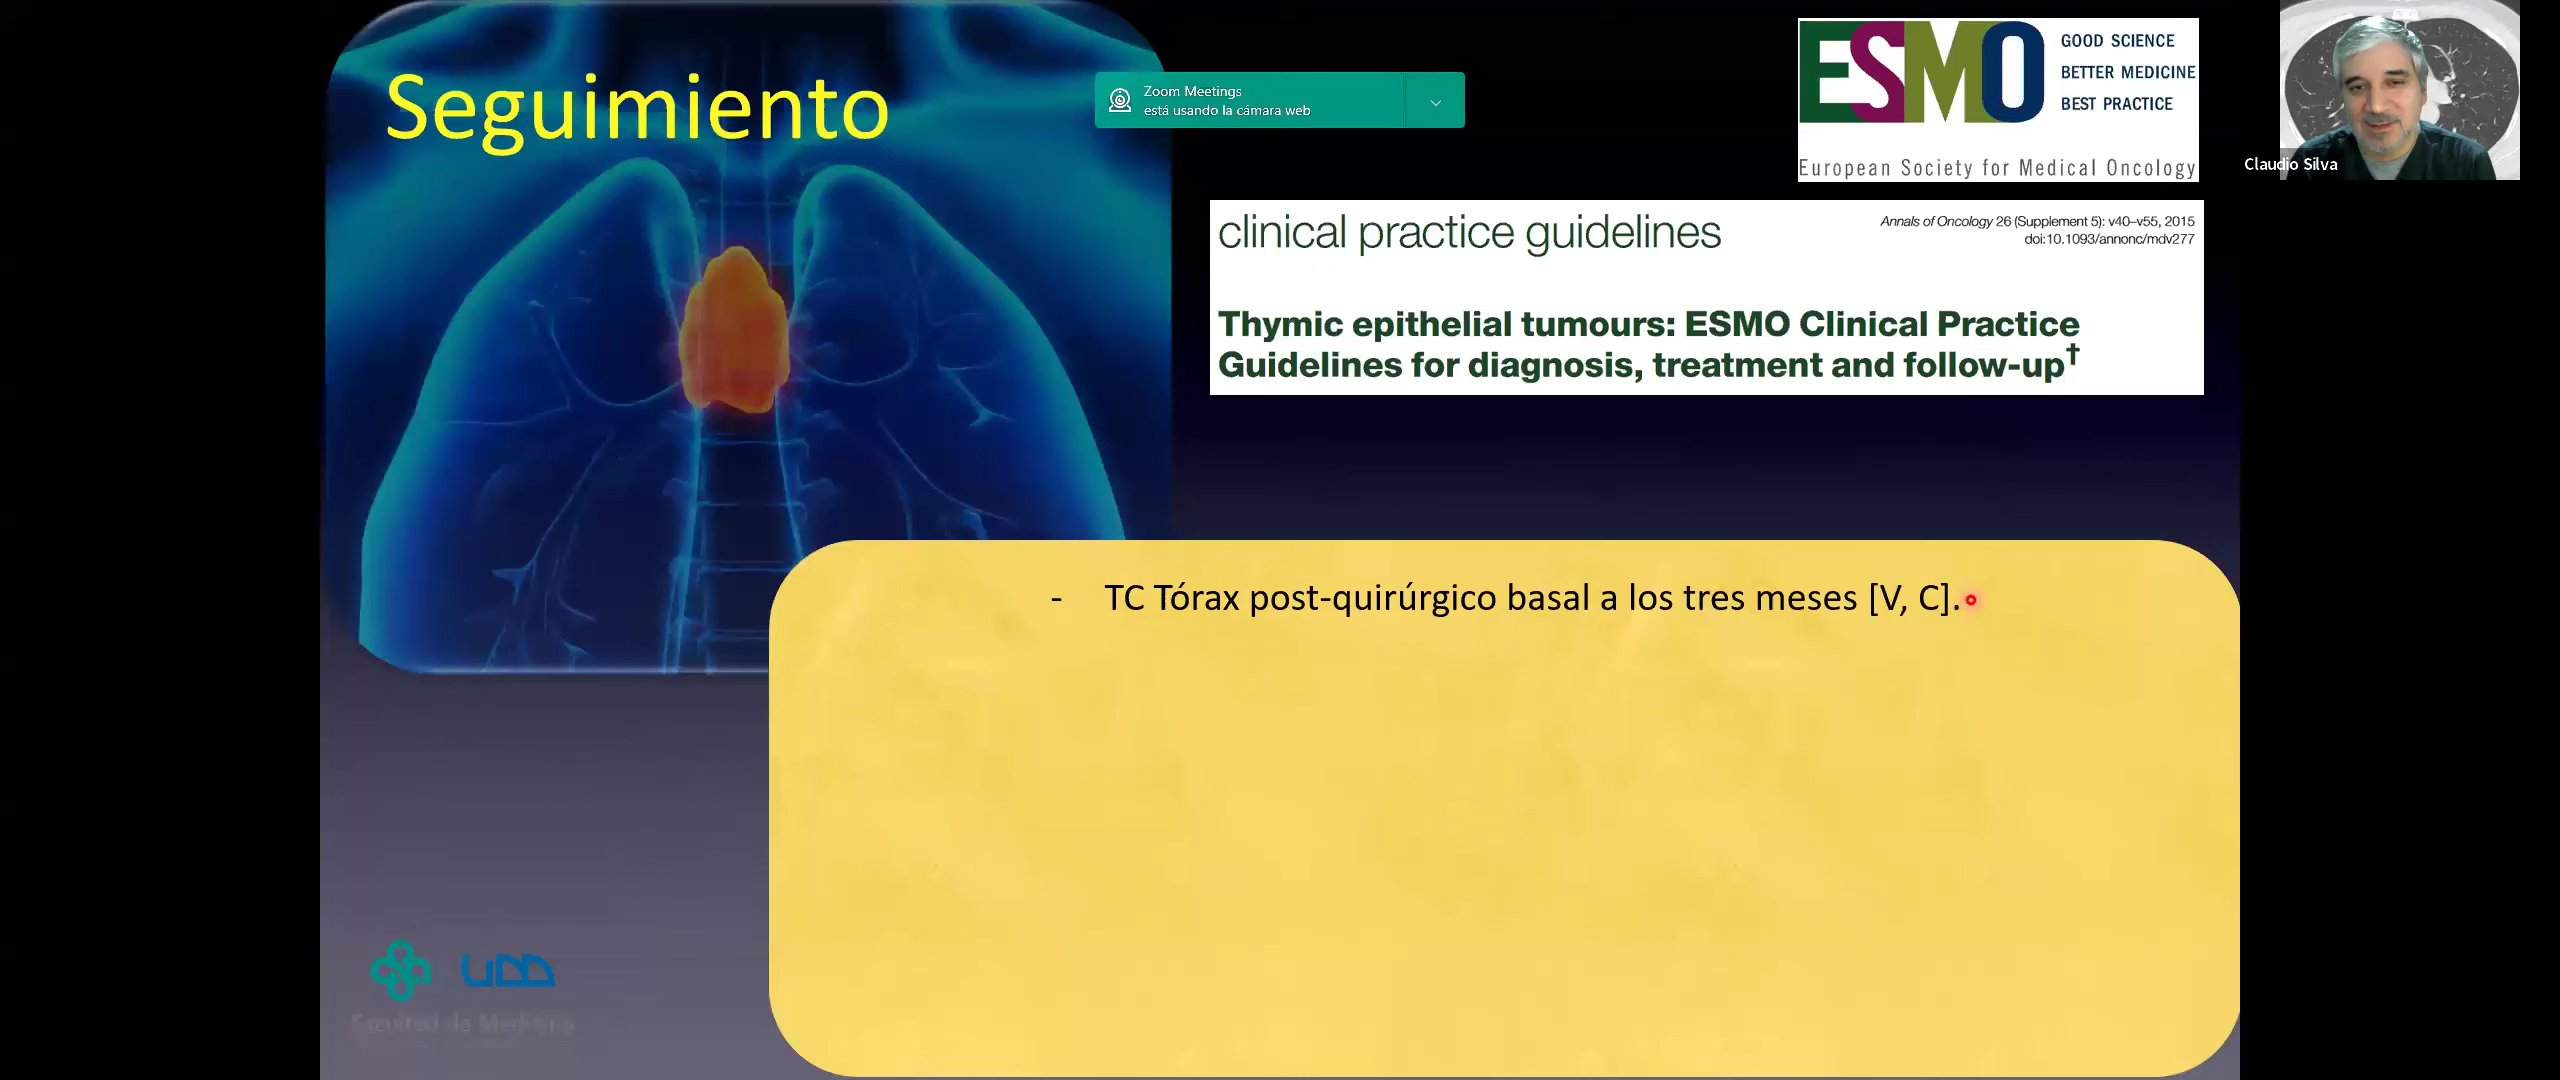 Seguimiento
Zoom Meetings
está usando la cámara web
ESMO
GOOD SCIENCE
BETTER MEDICINE
BEST PRACTICE
European Society for Medical Oncology
Claudio Silva
clinical practice guidelines
Annals of Oncology 26 (Supplement 5): v40–v55, 2015
doi:10.1093/annonc/mdv277
Thymic epithelial tumours: ESMO Clinical Practice
Guidelines for diagnosis, treatment and follow-up†
- TC Tórax post-quirúrgico basal a los tres meses [V, C].
UDD
Facultad de Medicina